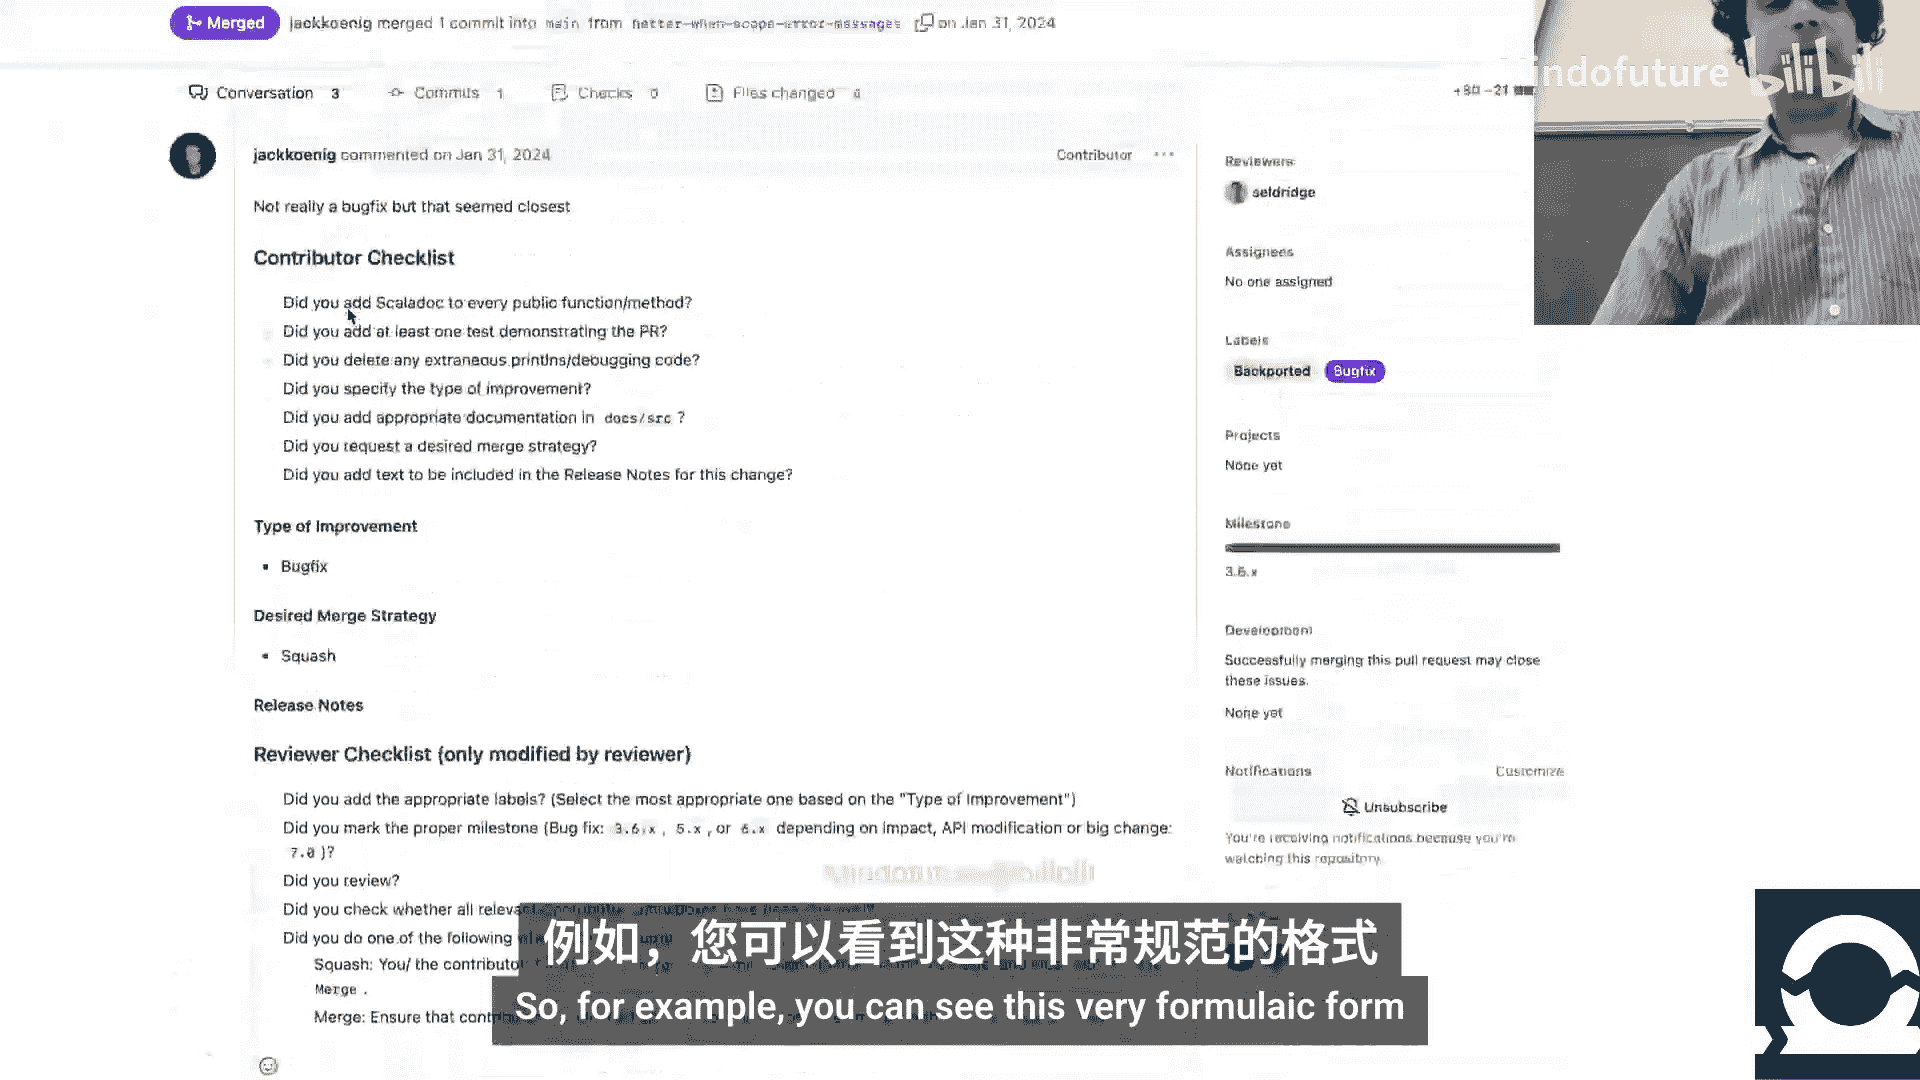 Merged jackkoenig merged 1 commit into main from better-when-scope-error-messages on Jan 31, 2024
indofuture bilibili
Conversation 3 Commits 1 Checks 0 Files changed 6
+80 −21
jackkoenig commented on Jan 31, 2024
Contributor
Not really a bugfix but that seemed closest
Contributor Checklist
Did you add Scaladoc to every public function/method?
Did you add at least one test demonstrating the PR?
Did you delete any extraneous printlns/debugging code?
Did you specify the type of improvement?
Did you add appropriate documentation in docs/src ?
Did you request a desired merge strategy?
Did you add text to be included in the Release Notes for this change?
Type of Improvement
• Bugfix
Desired Merge Strategy
• Squash
Release Notes
Reviewer Checklist (only modified by reviewer)
Did you add the appropriate labels? (Select the most appropriate one based on the "Type of Improvement")
Did you mark the proper milestone (Bug fix: 3.6.x , 5.x , or 6.x depending on impact, API modification or big change:
7.0 )?
Did you review?
Did you check whether all
Did you do one of the following
Squash: You/ the
Merge .
Merge: Ensure that
Reviewers
seldridge
Assignees
No one assigned
Labels
Backported Bugfix
Projects
None yet
Milestone
3.6.x
Development
Successfully merging this pull request may close
these issues.
None yet
Notifications Customize
Unsubscribe
You're receiving notifications because you're
watching this repository.
例如，您可以看到这种非常规范的格式
So, for example, you can see this very formulaic form